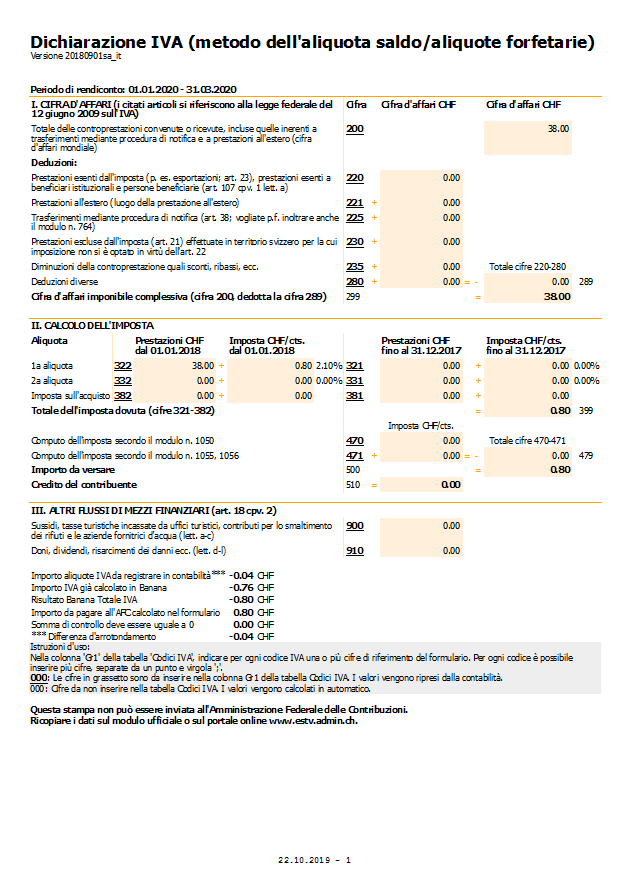 Dichiarazione IVA (metodo dell'aliquota saldo/aliquote forfetarie)
Versione 20180901sa_it
Periodo di rendiconto: 01.01.2020 - 31.03.2020
I. CIFRA D'AFFARI (i citati articoli si riferiscono alla legge federale del Cifra Cifra d'affari CHF Cifra d'affari CHF
12 giugno 2009 sull'IVA)
Totale delle controprestazioni convenute o ricevute, incluse quelle inerenti a 200 38.00
trasferimenti mediante procedura di notifica e a prestazioni all'estero (cifra
d'affari mondiale)
Deduzioni:
Prestazioni esenti dall'imposta (p. es. esportazioni; art. 23), prestazioni esenti a 220 0.00
beneficiari istituzionali e persone beneficiarie (art. 107 cpv. 1 lett. a)
Prestazioni all'estero (luogo della prestazione all'estero) 221 + 0.00
Trasferimenti mediante procedura di notifica (art. 38; vogliate p.f. inoltrare anche 225 + 0.00
il modulo n. 764)
Prestazioni escluse dall'imposta (art. 21) effettuate in territorio svizzero per la cui 230 + 0.00
imposizione non si è optato in virtù dell'art. 22
Diminuzioni della controprestazione quali sconti, ribassi, ecc. 235 + 0.00 Totale cifre 220-280
Deduzioni diverse 280 + 0.00 = - 0.00 289
Cifra d'affari imponibile complessiva (cifra 200, dedotta la cifra 289) 299 = 38.00
II. CALCOLO DELL'IMPOSTA
Aliquota Prestazioni CHF Imposta CHF/cts. Prestazioni CHF Imposta CHF/cts.
dal 01.01.2018 dal 01.01.2018 fino al 31.12.2017 fino al 31.12.2017
1a aliquota 322 38.00 + 0.80 2.10% 321 0.00 + 0.00 0.00%
2a aliquota 332 0.00 + 0.00 0.00% 331 0.00 + 0.00 0.00%
Imposta sull'acquisto 382 0.00 + 0.00 381 0.00 + 0.00
Totale dell'imposta dovuta (cifre 321-382) = 0.80 399
Imposta CHF/cts.
Computo dell'imposta secondo il modulo n. 1050 470 0.00 Totale cifre 470-471
Computo dell'imposta secondo il modulo n. 1055, 1056 471 + 0.00 = - 0.00 479
Importo da versare 500 = 0.80
Credito del contribuente 510 = 0.00
III. ALTRI FLUSSI DI MEZZI FINANZIARI (art. 18 cpv. 2)
Sussidi, tasse turistiche incassate da uffici turistici, contributi per lo smaltimento 900 0.00
dei rifiuti e le aziende fornitrici d'acqua (lett. a-c)
Doni, dividendi, risarcimenti dei danni ecc. (lett. d-l) 910 0.00
Importo aliquote IVA da registrare in contabilità*** -0.04 CHF
Importo IVA già calcolato in Banana -0.76 CHF
Risultato Banana Totale IVA -0.80 CHF
Importo da pagare all'AFC calcolato nel formulario 0.80 CHF
Somma di controllo deve essere uguale a 0 0.00 CHF
*** Differenza d'arrotondamento -0.04 CHF
Istruzioni d'uso:
Nella colonna 'Gr1' della tabella 'Codici IVA', indicare per ogni codice IVA una o più cifre di riferimento del formulario. Per ogni codice è possibile
inserire più cifre, separate da un punto e virgola ';'.
000: Le cifre in grassetto sono da inserire nella colonna Gr1 della tabella Codici IVA. I valori vengono ripresi dalla contabilità.
000: Cifre da non inserire nella tabella Codici IVA. I valori vengono calcolati in automatico.
Questa stampa non può essere inviata all'Amministrazione Federale delle Contribuzioni.
Ricopiare i dati sul modulo ufficiale o sul portale online www.estv.admin.ch.
22.10.2019 - 1